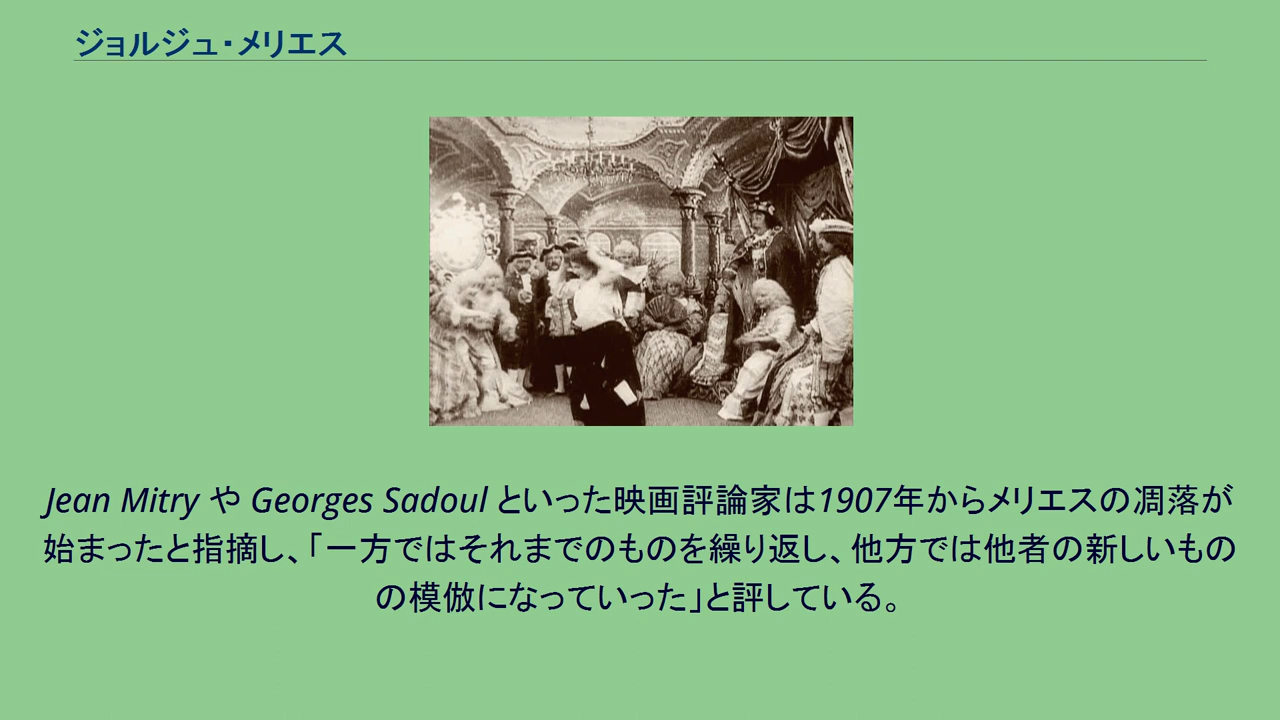 ジョルジュ・メリエス
Jean Mitry や Georges Sadoul といった映画評論家は1907年からメリエスの凋落が
始まったと指摘し、「一方ではそれまでのものを繰り返し、他方では他者の新しいもの
の模倣になっていった」と評している。